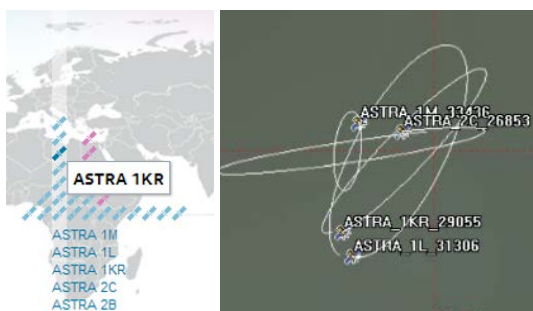 ASTRA 1KR
ASTRA 1M
ASTRA 1L
ASTRA 1KR
ASTRA 2C
ASTRA 2B
ASTRA_1M_33436
ASTRA_2C_26853
ASTRA_1KR_29055
ASTRA_1L_31306